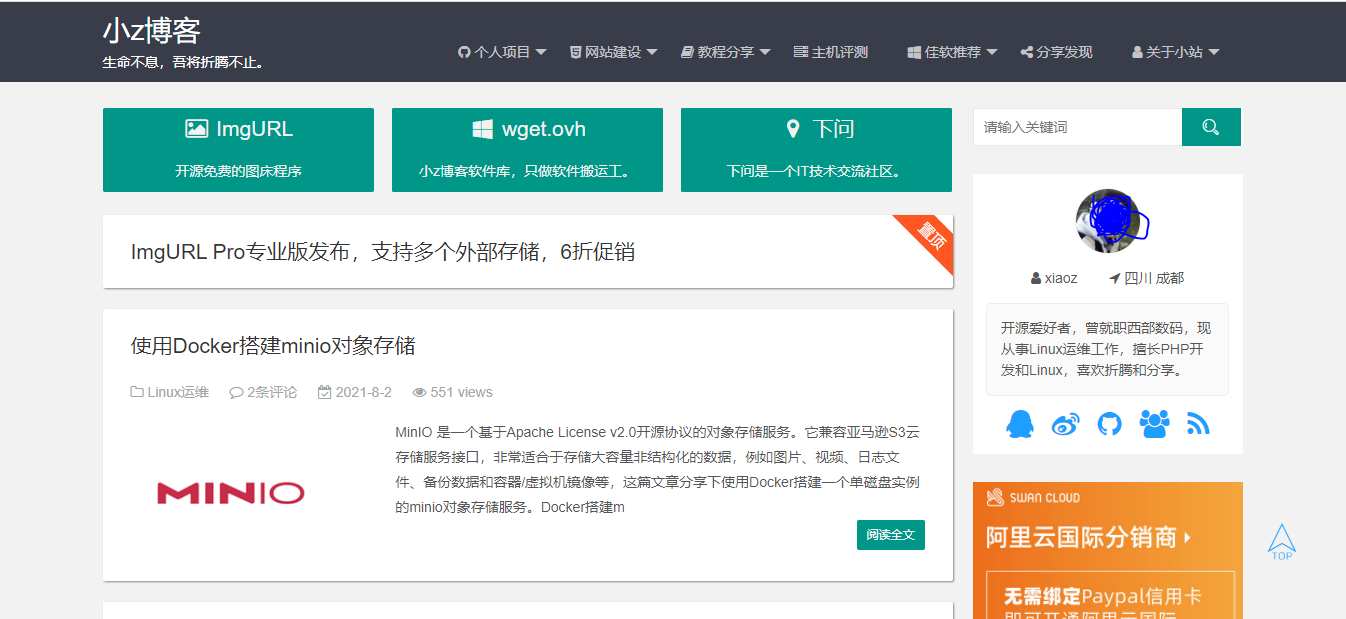 小z博客
生命不息，吾将折腾不止。
个人项目 网站建设 教程分享 主机评测 佳软推荐 分享发现 关于小站
ImgURL
开源免费的图床程序
wget.ovh
小z博客软件库，只做软件搬运工。
下问
下问是一个IT技术交流社区。
请输入关键词
置顶
ImgURL Pro专业版发布，支持多个外部存储，6折促销
使用Docker搭建minio对象存储
Linux运维 2条评论 2021-8-2 551 views
MINIO
MinIO 是一个基于Apache License v2.0开源协议的对象存储服务。它兼容亚马逊S3云
存储服务接口，非常适合于存储大容量非结构化的数据，例如图片、视频、日志文
件、备份数据和容器/虚拟机镜像等，这篇文章分享下使用Docker搭建一个单磁盘实例
的minio对象存储服务。Docker搭建m
阅读全文
xiaoz 四川 成都
开源爱好者，曾就职西部数码，现
从事Linux运维工作，擅长PHP开
发和Linux，喜欢折腾和分享。
SWAN CLOUD
阿里云国际分销商
无需绑定Paypal信用卡
即可开通阿里云国际
TOP